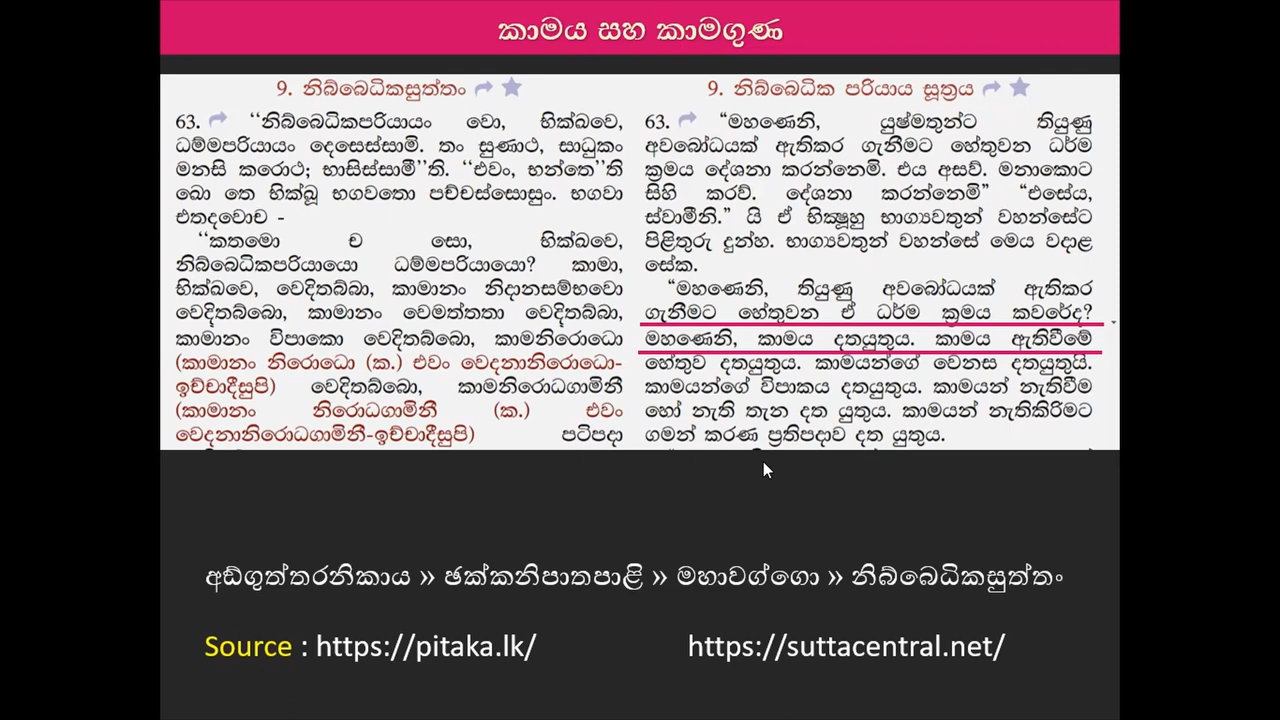 කාමය සහ කාමගුණ
9. නිබ්බෙධිකසුත්තං
63. ‘‘නිබ්බෙධිකපරියායං වො, භික්ඛවෙ,
ධම්මපරියායං දෙසෙස්සාමි. තං සුණාථ, සාධුකං
මනසි කරොථ; භාසිස්සාමී’’ති. ‘‘එවං, භන්තෙ’’ති
ඛො තෙ භික්ඛූ භගවතො පච්චස්සොසුං. භගවා
එතදවොච -
‘‘කතමො ච සො, භික්ඛවෙ,
නිබ්බෙධිකපරියායො ධම්මපරියායො? කාමා,
භික්ඛවෙ, වෙදිතබ්බා, කාමානං නිදානසම්භවො
වෙදිතබ්බො, කාමානං වෙමත්තතා වෙදිතබ්බා,
කාමානං විපාකො වෙදිතබ්බො, කාමනිරොධො
(කාමානං නිරොධො (ක.) එවං වෙදනානිරොධො-
ඉච්චාදීසුපි) වෙදිතබ්බො, කාමනිරොධගාමිනී
(කාමානං නිරොධගාමිනී (ක.) එවං
වෙදනානිරොධගාමිනී-ඉච්චාදීසුපි) පටිපදා
9. නිබ්බෙධික පරියාය සූත්‍රය
63. “මහණෙනි, යුෂ්මතුන්ට තියුණු
අවබෝධයක් ඇතිකර ගැනීමට හේතුවන ධර්ම
ක්‍රමය දේශනා කරන්නෙමි. එය අසව්. මනාකොට
සිහි කරව්. දේශනා කරන්නෙමි” “එසේය,
ස්වාමීනි.” යි ඒ භික්‍ෂූහු භාග්‍යවතුන් වහන්සේට
පිළිතුරු දුන්හ. භාග්‍යවතුන් වහන්සේ මෙය වදාළ
සේක.
“මහණෙනි, තියුණු අවබෝධයක් ඇතිකර
ගැනීමට හේතුවන ඒ ධර්ම ක්‍රමය කවරේද?
මහණෙනි, කාමය දතයුතුය. කාමය ඇතිවීමේ
හේතුව දතයුතුය. කාමයන්ගේ වෙනස දතයුතුයි.
කාමයන්ගේ විපාකය දතයුතුය. කාමයන් නැතිවීම
හෝ නැති තැන දත යුතුය. කාමයන් නැතිකිරිමට
ගමන් කරණ ප්‍රතිපදාව දත යුතුය.
අඞ්ගුත්තරනිකාය » ඡක්කනිපාතපාළි » මහාවග්ගො » නිබ්බෙධිකසුත්තං
Source : https://pitaka.lk/ https://suttacentral.net/